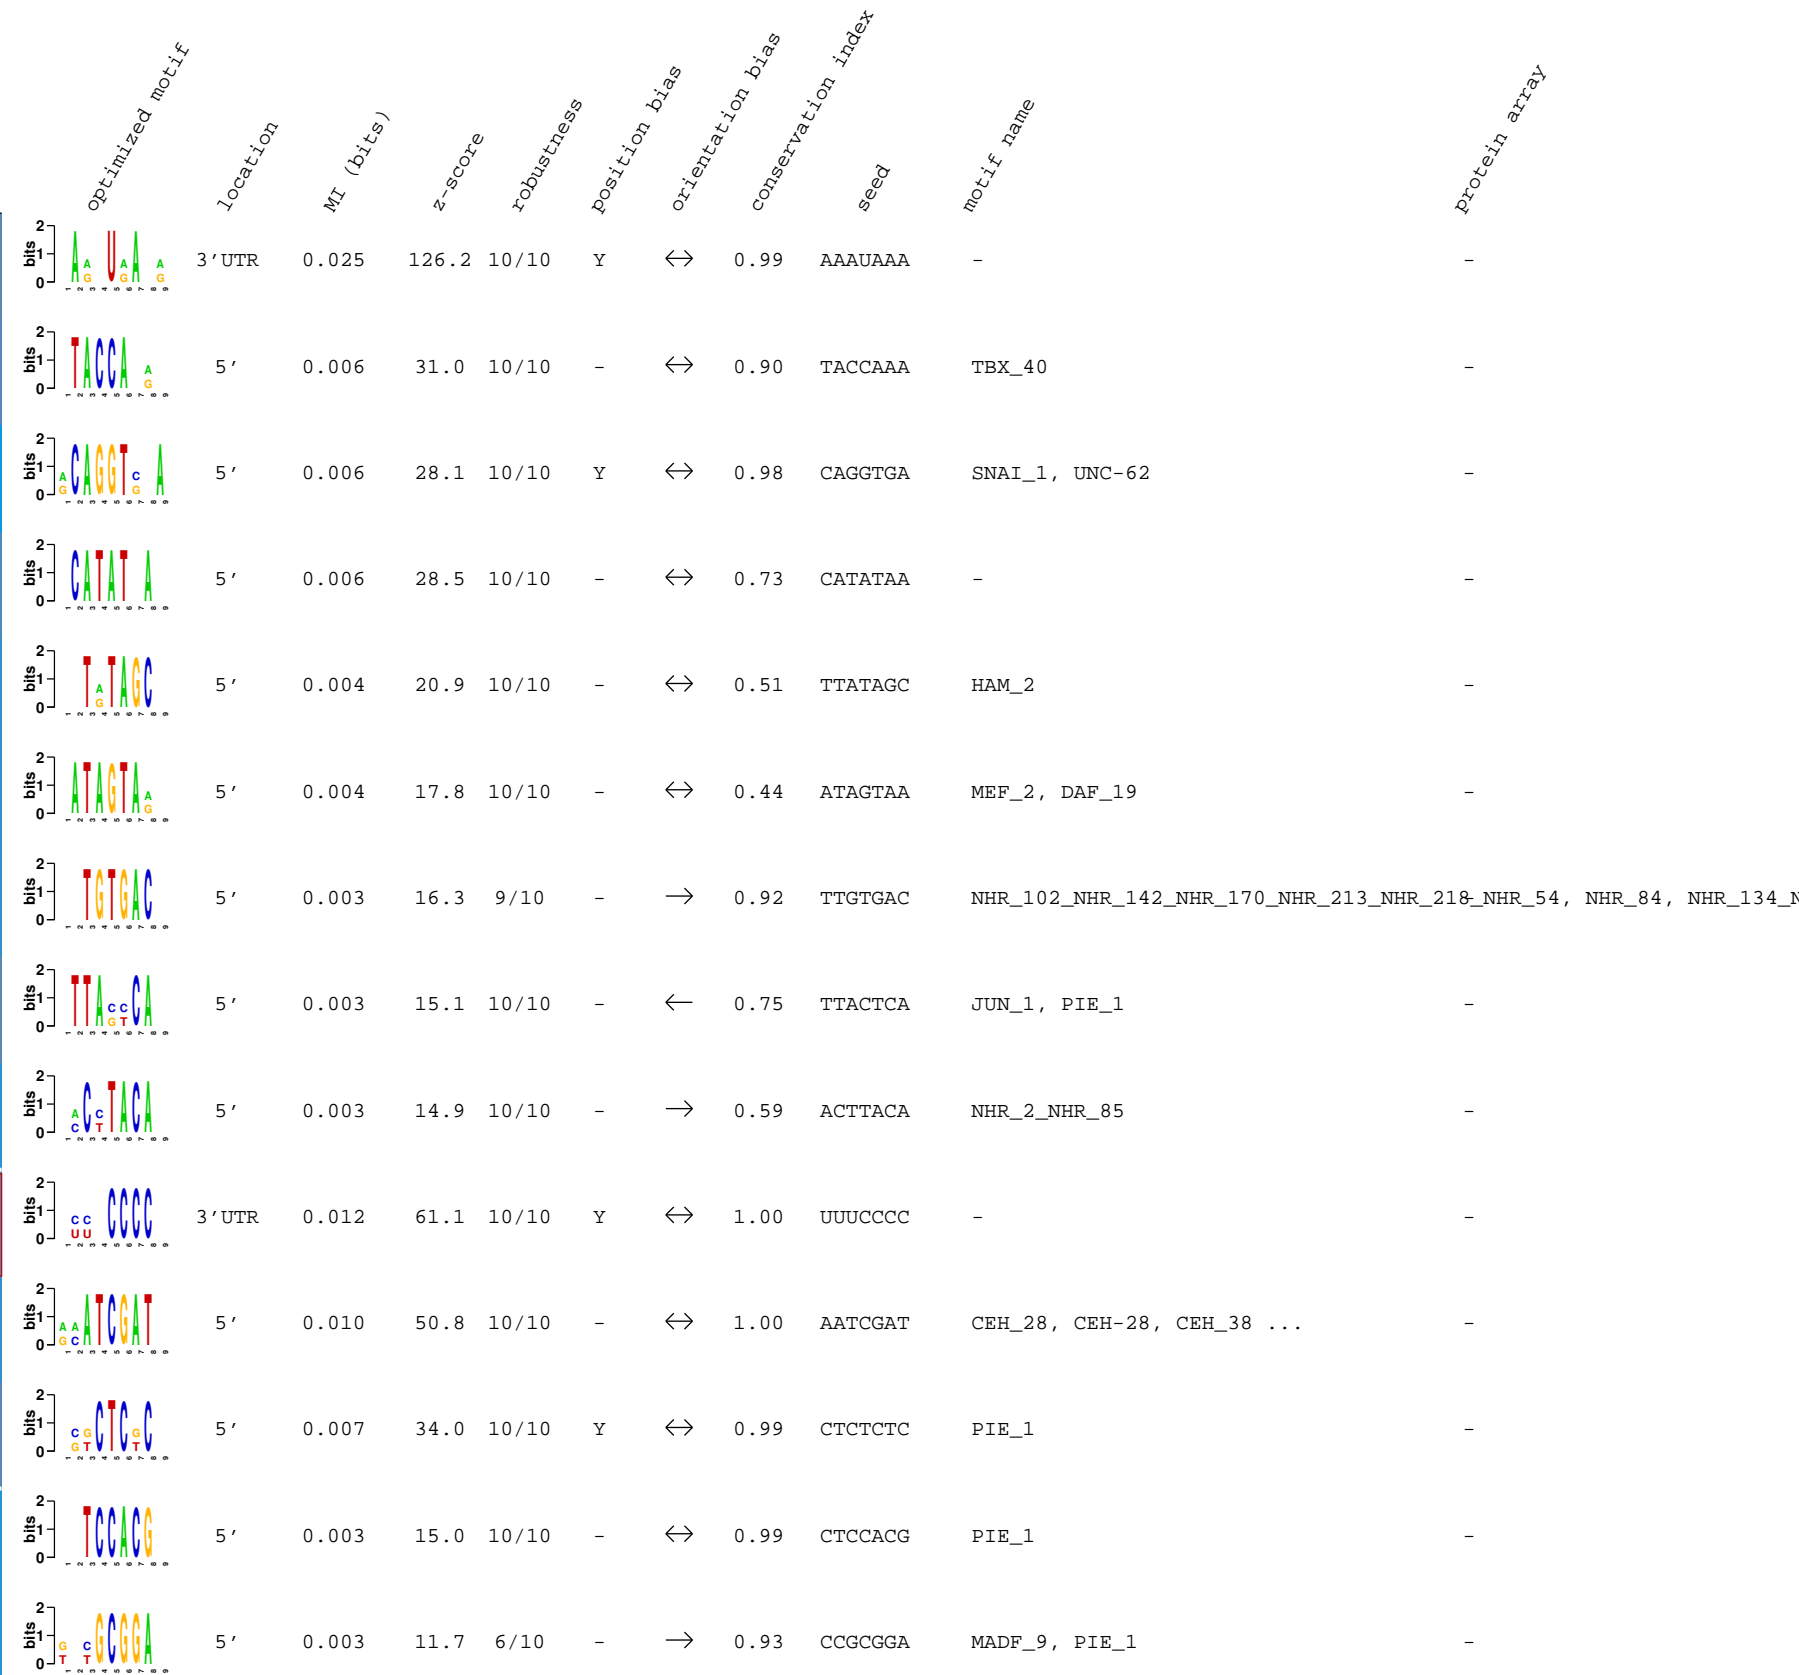 optimized motif location MI (bits) z-score robustness position bias orientation bias conservation index seed motif name protein array
3'UTR 0.025 126.2 10/10 Y ↔ 0.99 AAAUAAA - -
5' 0.006 31.0 10/10 - ↔ 0.90 TACCAAA TBX_40 -
5' 0.006 28.1 10/10 Y ↔ 0.98 CAGGTGA SNAI_1, UNC-62 -
5' 0.006 28.5 10/10 - ↔ 0.73 CATATAA - -
5' 0.004 20.9 10/10 - ↔ 0.51 TTATAGC HAM_2 -
5' 0.004 17.8 10/10 - ↔ 0.44 ATAGTAA MEF_2, DAF_19 -
5' 0.003 16.3 9/10 - → 0.92 TTGTGAC NHR_102_NHR_142_NHR_170_NHR_213_NHR_218_NHR_54, NHR_84, NHR_134_N
5' 0.003 15.1 10/10 - ← 0.75 TTACTCA JUN_1, PIE_1 -
5' 0.003 14.9 10/10 - → 0.59 ACTTACA NHR_2_NHR_85 -
3'UTR 0.012 61.1 10/10 Y ↔ 1.00 UUUCCCC - -
5' 0.010 50.8 10/10 - ↔ 1.00 AATCGAT CEH_28, CEH-28, CEH_38 ... -
5' 0.007 34.0 10/10 Y ↔ 0.99 CTCTCTC PIE_1 -
5' 0.003 15.0 10/10 - ↔ 0.99 CTCCACG PIE_1 -
5' 0.003 11.7 6/10 - → 0.93 CCGCGGA MADF_9, PIE_1 -